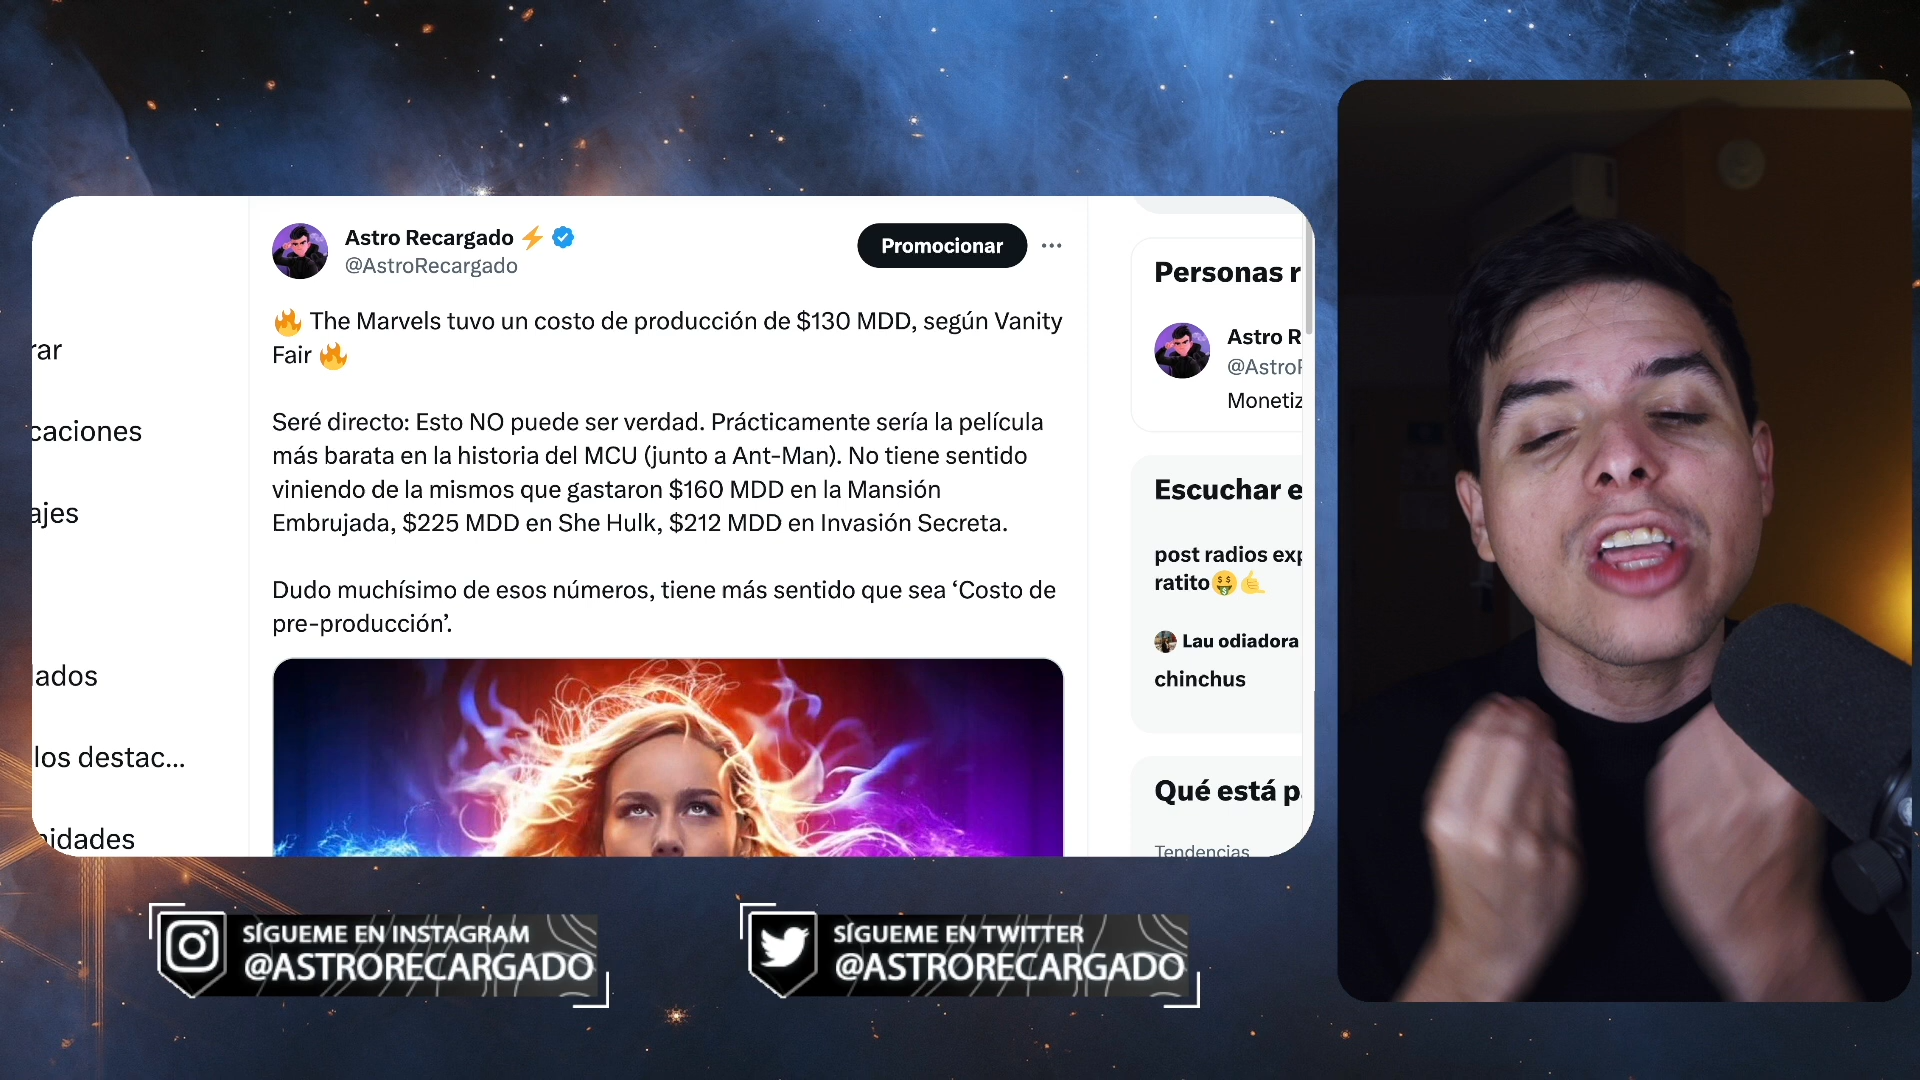 Astro Recargado
@AstroRecargado
Promocionar
🔥 The Marvels tuvo un costo de producción de $130 MDD, según Vanity
Fair 🔥
Seré directo: Esto NO puede ser verdad. Prácticamente sería la película
más barata en la historia del MCU (junto a Ant-Man). No tiene sentido
viniendo de la mismos que gastaron $160 MDD en la Mansión
Embrujada, $225 MDD en She Hulk, $212 MDD en Invasión Secreta.
Dudo muchísimo de esos números, tiene más sentido que sea ‘Costo de
pre-producción’.
rar
caciones
ajes
lados
los destac...
nidades
Personas r
Astro R
@AstroR
Monetiz
Escuchar e
post radios exp
ratito🤑🤙
Lau odiadora
chinchus
Qué está p
Tendencias
SÍGUEME EN INSTAGRAM
@ASTRORECARGADO
SÍGUEME EN TWITTER
@ASTRORECARGADO